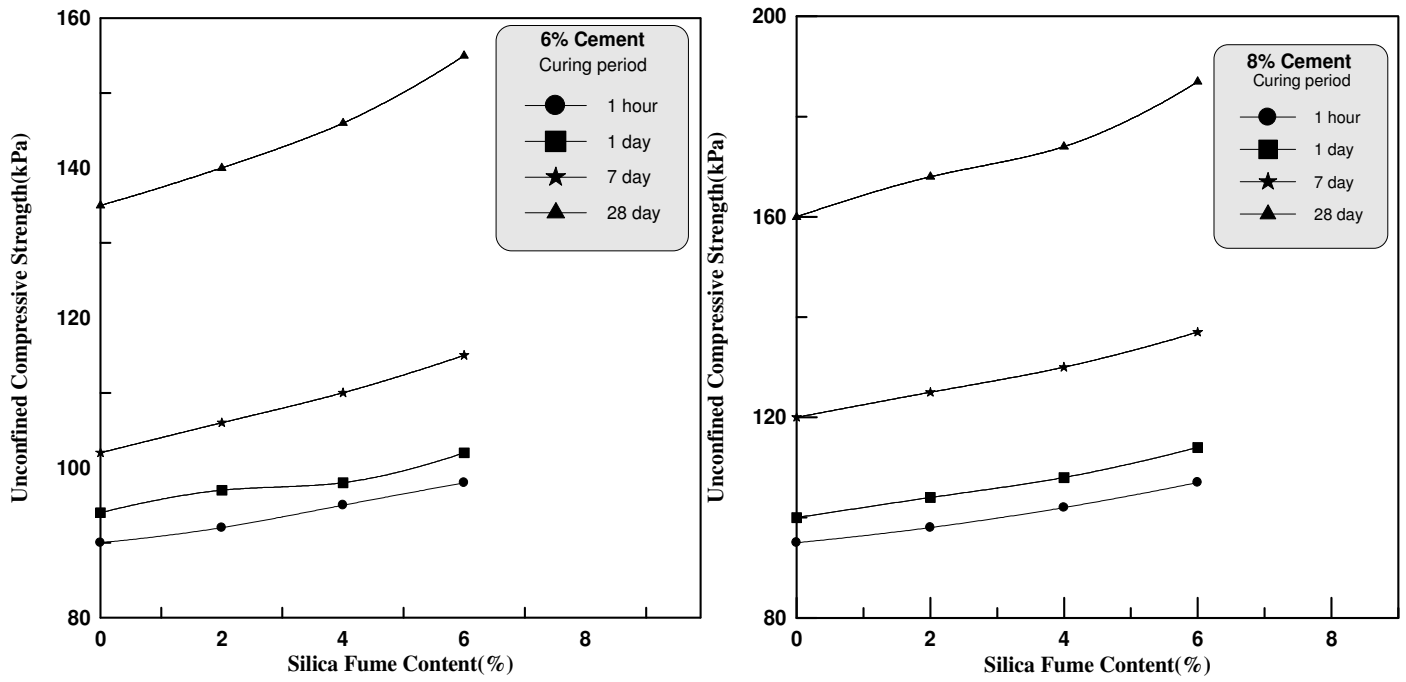 160
140
120
100
80
0
2
4
6
8
Unconfined Compressive Strength(kPa)
Silica Fume Content(%)
6% Cement
Curing period
1 hour
1 day
7 day
28 day
200
160
120
80
0
2
4
6
8
Unconfined Compressive Strength(kPa)
Silica Fume Content(%)
8% Cement
Curing period
1 hour
1 day
7 day
28 day